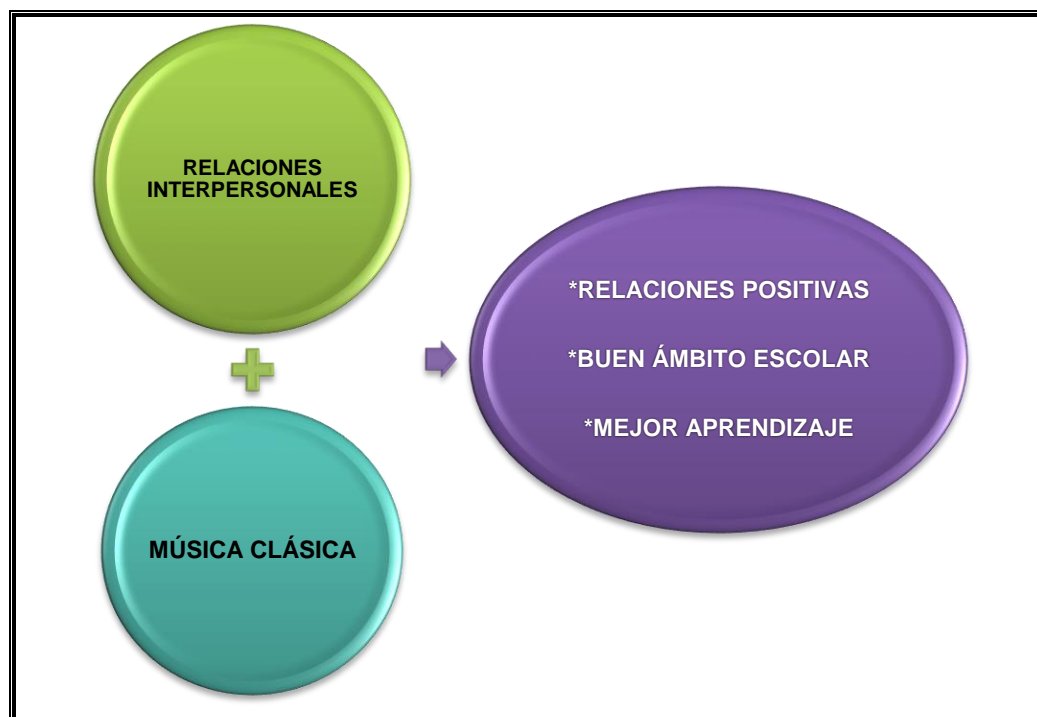 RELACIONES
INTERPERSONALES
MÚSICA CLÁSICA
*RELACIONES POSITIVAS
*BUEN ÁMBITO ESCOLAR
*MEJOR APRENDIZAJE